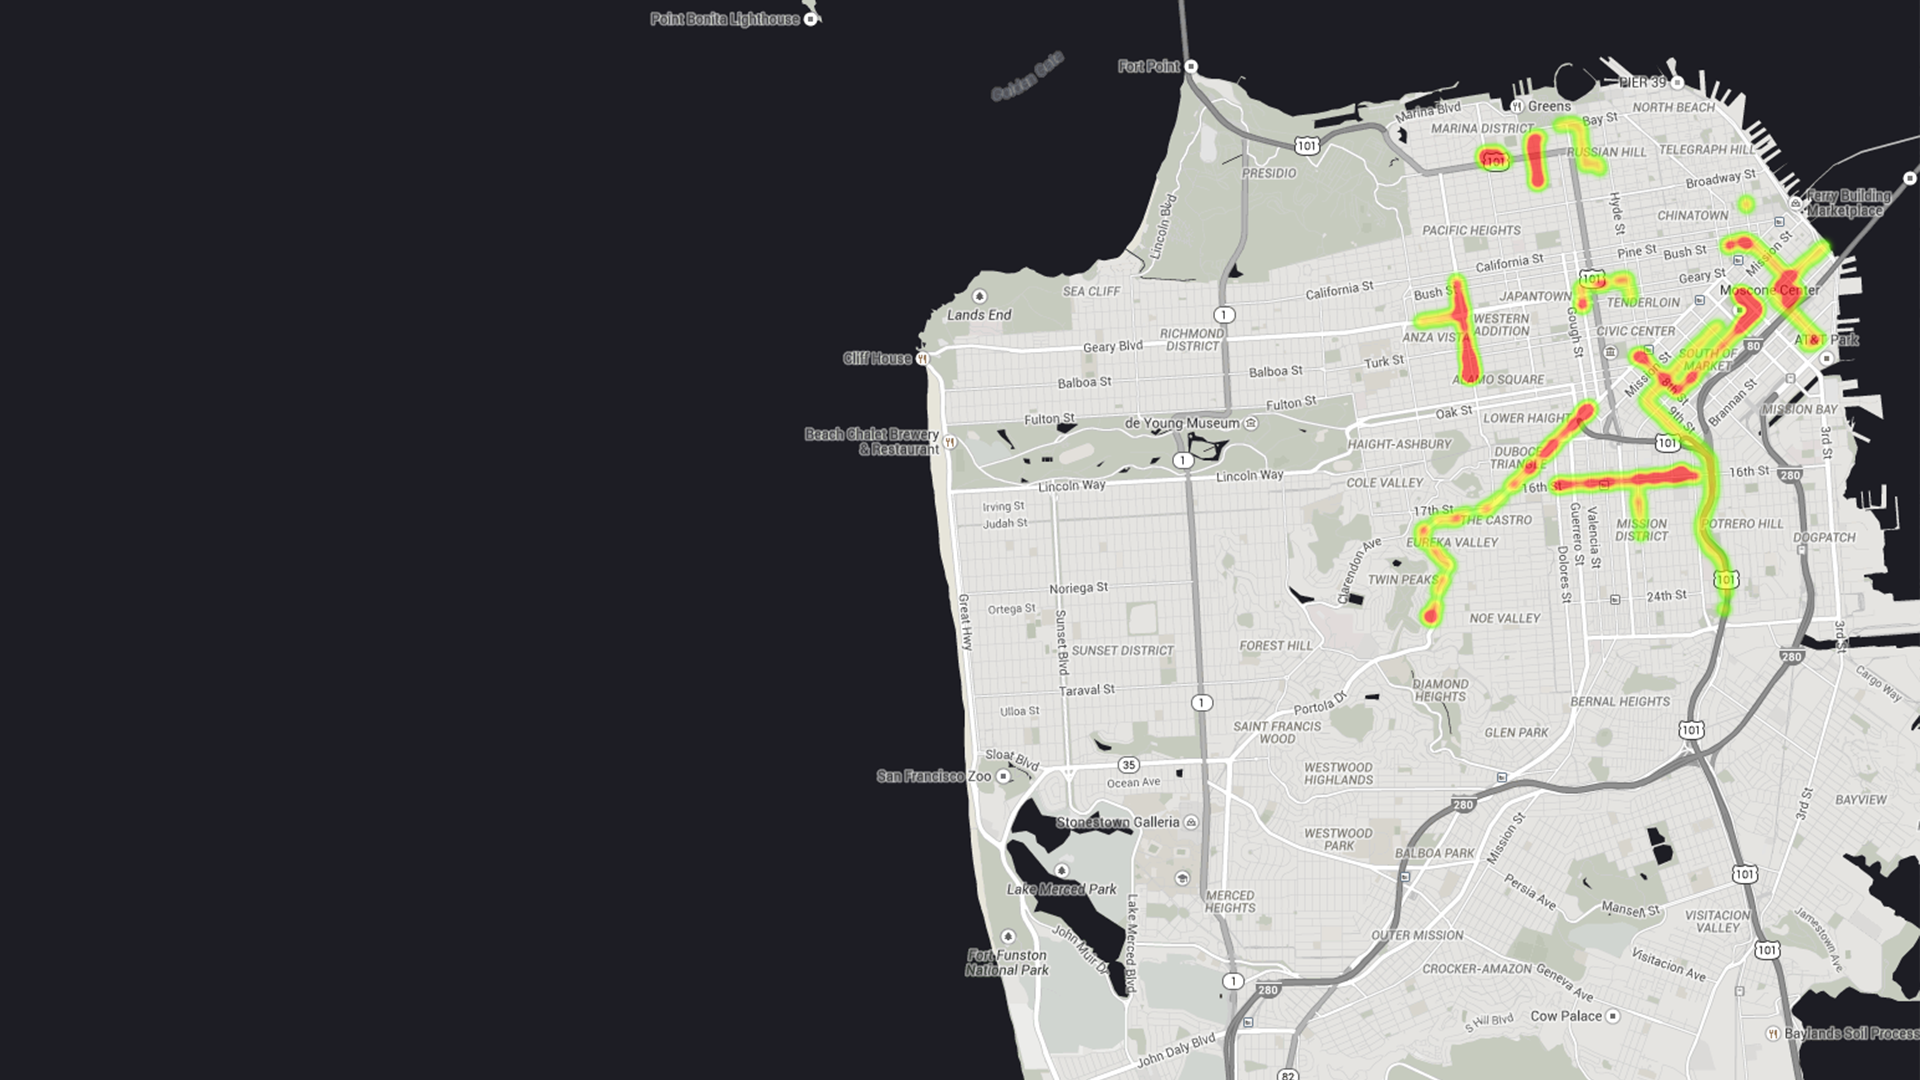 Point Bonita Lighthouse
Golden Gate
Fort Point
PIER 39
Greens
Marina Blvd
NORTH BEACH
Bay St
MARINA DISTRICT
101
RUSSIAN HILL
TELEGRAPH HILL
101
PRESIDIO
Broadway St
Ferry Building
Marketplace
Lincoln Blvd
Hyde St
CHINATOWN
PACIFIC HEIGHTS
Mission St
Pine St
Bush St
California St
Geary St
101
SEA CLIFF
California St
Bush St
JAPANTOWN
TENDERLOIN
Moscone Center
Lands End
1
WESTERN
ADDITION
Gough St
CIVIC CENTER
RICHMOND
DISTRICT
ANZA VISTA
AT&T Park
Geary Blvd
80
Cliff House
Turk St
Mission St
SOUTH OF
MARKET
Balboa St
Balboa St
ALAMO SQUARE
8th St
Brannan St
Fulton St
Fulton St
Oak St
LOWER HAIGHT
9th St
MISSION BAY
de Young Museum
Beach Chalet Brewery
& Restaurant
HAIGHT-ASHBURY
101
3rd St
1
DUBOCE
TRIANGLE
Lincoln Way
Lincoln Way
COLE VALLEY
16th St
16th St
280
Irving St
Judah St
17th St
THE CASTRO
Guerrero St
Valencia St
MISSION
DISTRICT
POTRERO HILL
DOGPATCH
EUREKA VALLEY
Clarendon Ave
Dolores St
TWIN PEAKS
101
Noriega St
Ortega St
24th St
Great Hwy
Sunset Blvd
NOE VALLEY
3rd St
SUNSET DISTRICT
FOREST HILL
280
Taraval St
DIAMOND
HEIGHTS
Cargo Way
Ulloa St
1
Portola Dr
BERNAL HEIGHTS
SAINT FRANCIS
WOOD
GLEN PARK
101
Sloat Blvd
35
San Francisco Zoo
Ocean Ave
WESTWOOD
HIGHLANDS
280
3rd St
BAYVIEW
Stonestown Galleria
WESTWOOD
PARK
Mission St
BALBOA PARK
Lake Merced Park
101
MERCED
HEIGHTS
Persia Ave
Mansell St
VISITACION
VALLEY
Lake Merced Blvd
John Muir Dr
OUTER MISSION
Jamestown Ave
Fort Funston
National Park
101
CROCKER-AMAZON
Geneva Ave
Visitacion Ave
1
280
S Hill Blvd
Cow Palace
Baylands Soil Process
John Daly Blvd
82